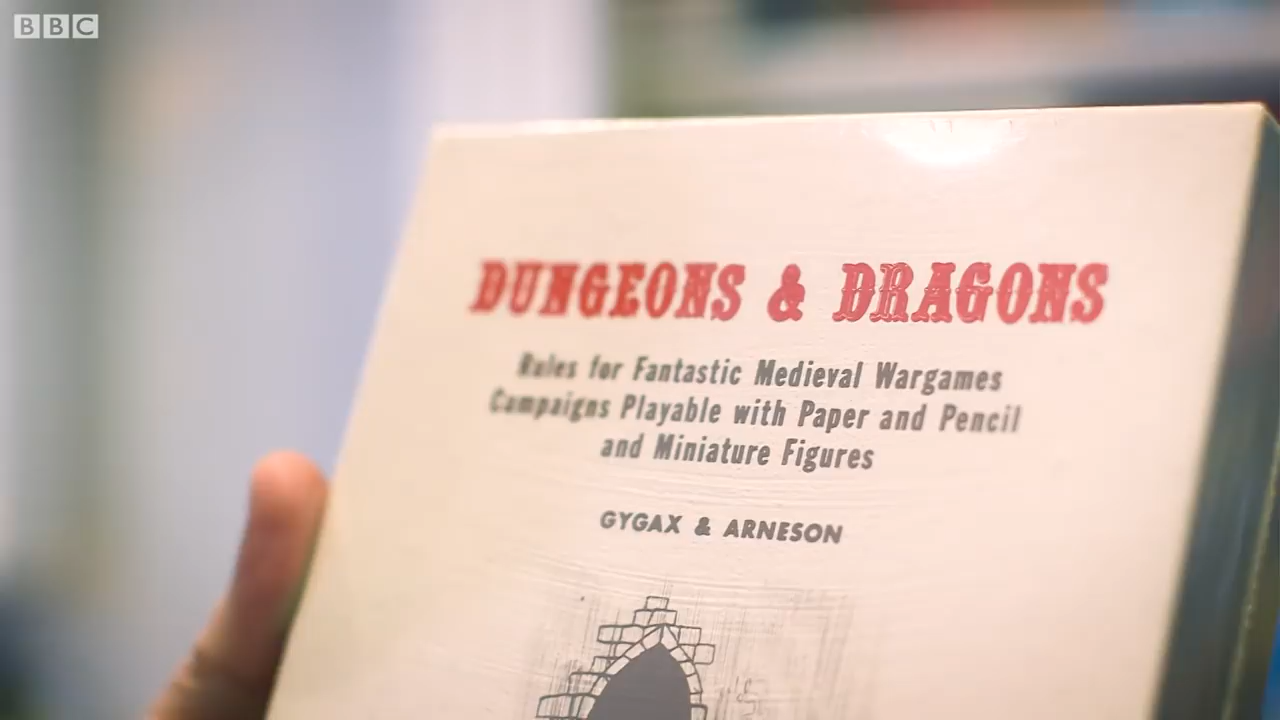 BBC
DUNGEONS & DRAGONS
Rules for Fantastic Medieval Wargames
Campaigns Playable with Paper and Pencil
and Miniature Figures
GYGAX & ARNESON